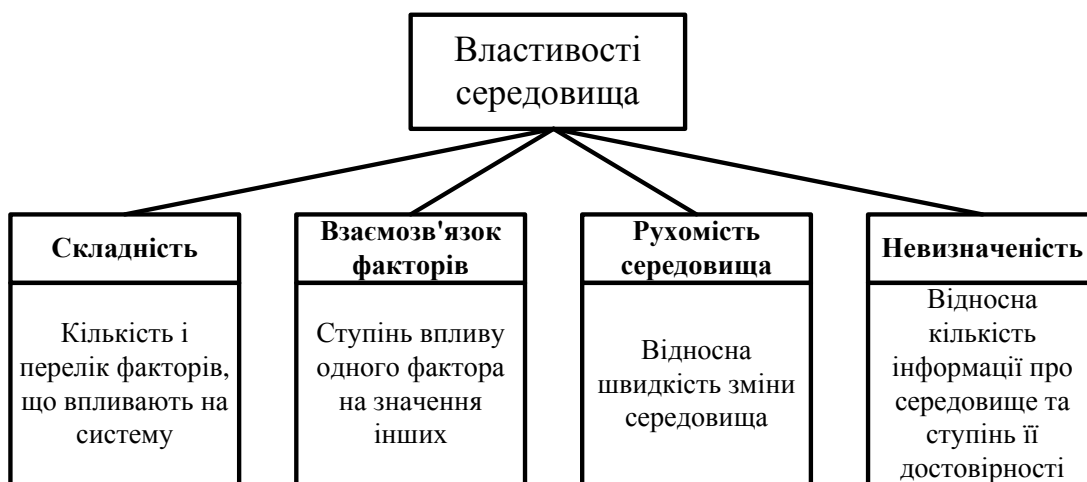 Властивості
середовища
Складність
Кількість і
перелік факторів,
що впливають на
систему
Взаємозв'язок
факторів
Ступінь впливу
одного фактора
на значення
інших
Рухомість
середовища
Відносна
швидкість зміни
середовища
Невизначеність
Відносна
кількість
інформації про
середовище та
ступінь її
достовірності